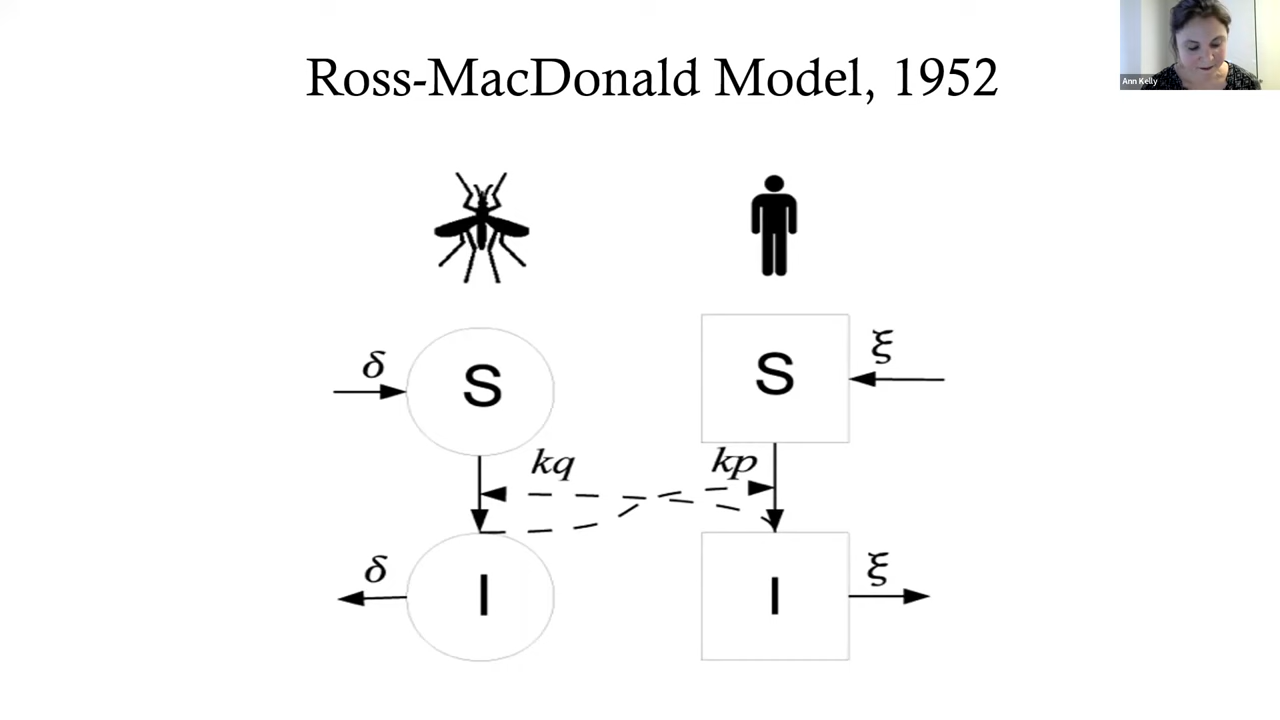 Ross-MacDonald Model, 1952
Ann Kelly
δ
S
S
ξ
kq
kp
δ
I
I
ξ